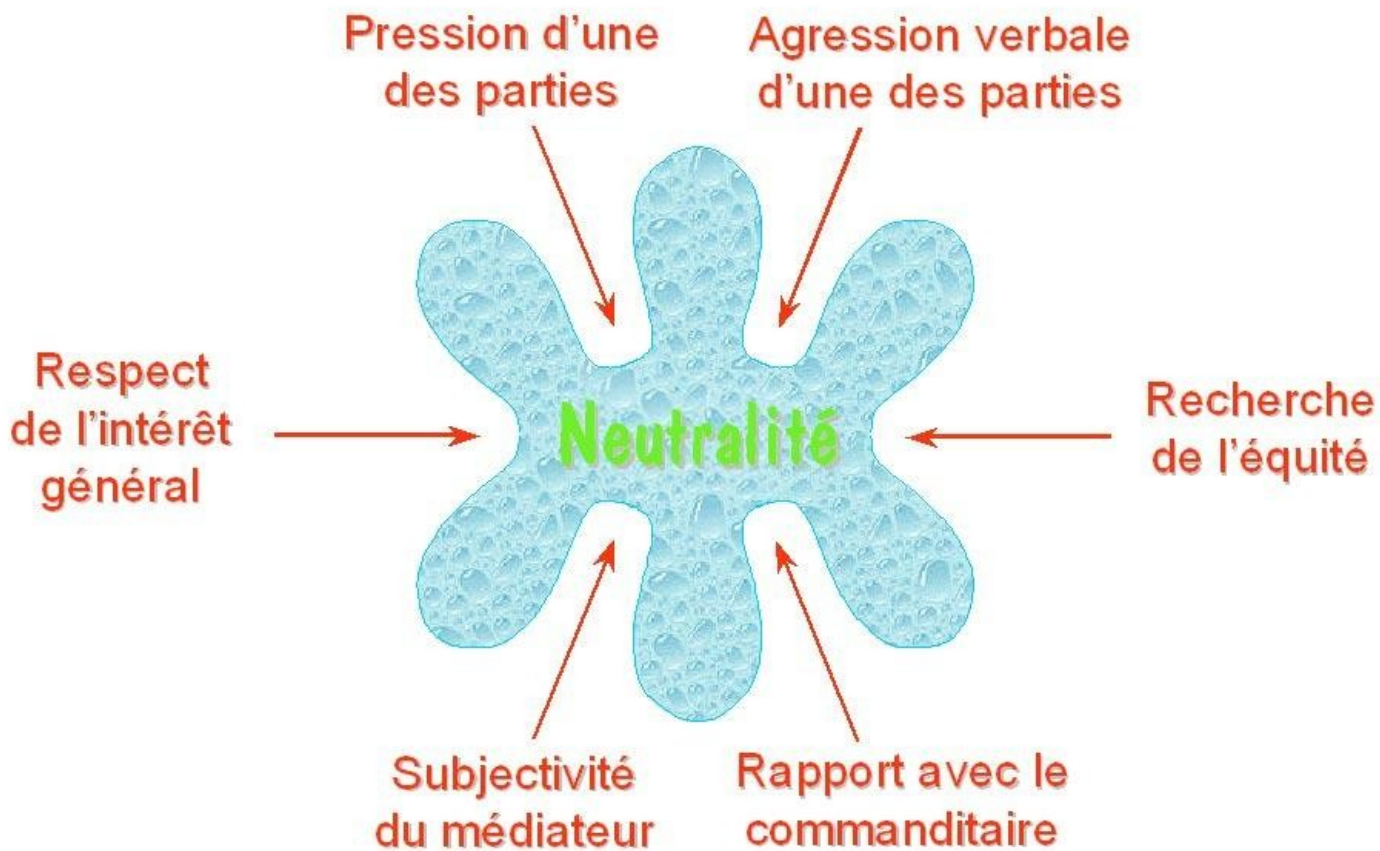 Pression d'une
des parties
Agression verbale
d'une des parties
Respect
de l'intérêt
général
Neutralité
Recherche
de l'équité
Subjectivité
du médiateur
Rapport avec le
commanditaire